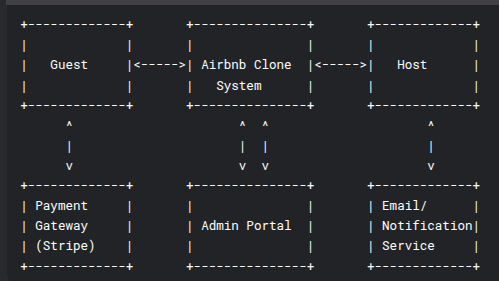 +-------------+       +---------------+       +-------------+
|             |       |               |       |             |
|   Guest     |<----->| Airbnb Clone  |<----->|   Host      |
|             |       |   System      |       |             |
+-------------+       +---------------+       +-------------+
      ^                      ^  ^                     ^
      |                      |  |                     |
      v                      v  v                     v
+-------------+       +---------------+       +-------------+
| Payment     |       |               |       | Email/      |
| Gateway     |       | Admin Portal  |       | Notification|
| (Stripe)    |       |               |       | Service     |
+-------------+       +---------------+       +-------------+